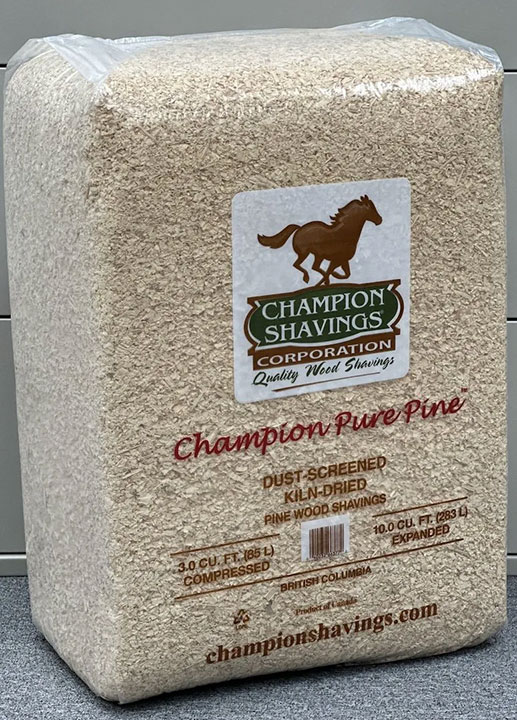 CHAMPION
SHAVINGS
CORPORATION
Quality Wood Shavings
Champion Pure Pine™
DUST-SCREENED
KILN-DRIED
PINE WOOD SHAVINGS
3.0 CU. FT. (85 L)
COMPRESSED
10.0 CU. FT. (283 L)
EXPANDED
BRITISH COLUMBIA
Product of Canada
championshavings.com